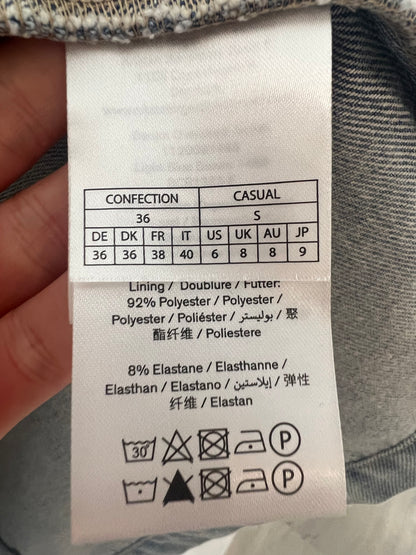 CONFECTION CASUAL
36 S
DE DK FR IT US UK AU JP
36 36 38 40 6 8 8 9
Lining / Doublure / Futter:
92% Polyester / Polyester /
Polyester / Poliéster / بوليستر / 聚
酯纤维 / Poliestere
8% Elastane / Elasthanne /
Elasthan / Elastano / إيلاستين / 弹性
纤维 / Elastan
30 P
P